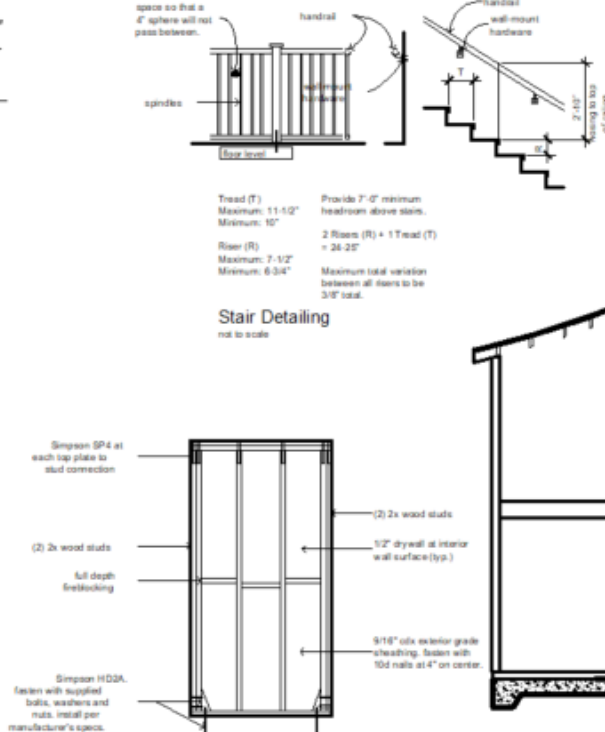 space so that a
4" sphere will not
pass between.
handrail
handrail
wall-mount
hardware
wall-mount
hardware
spindles
floor level
T
R
2'-10"
nosing to top
Tread (T)
Maximum: 11-1/2"
Minimum: 10"
Riser (R)
Maximum: 7-1/2"
Minimum: 6-3/4"
Provide 7'-0" minimum
headroom above stairs.
2 Risers (R) + 1 Tread (T)
= 24-25"
Maximum total variation
between all risers to be
3/8" total.
Stair Detailing
not to scale
Simpson SP4 at
each top plate to
stud connection
(2) 2x wood studs
full depth
fireblocking
Simpson HD2A.
fasten with supplied
bolts, washers and
nuts. install per
manufacturer's specs.
(2) 2x wood studs
1/2" drywall at interior
wall surface (typ.)
9/16" cdx exterior grade
sheathing. fasten with
10d nails at 4" on center.